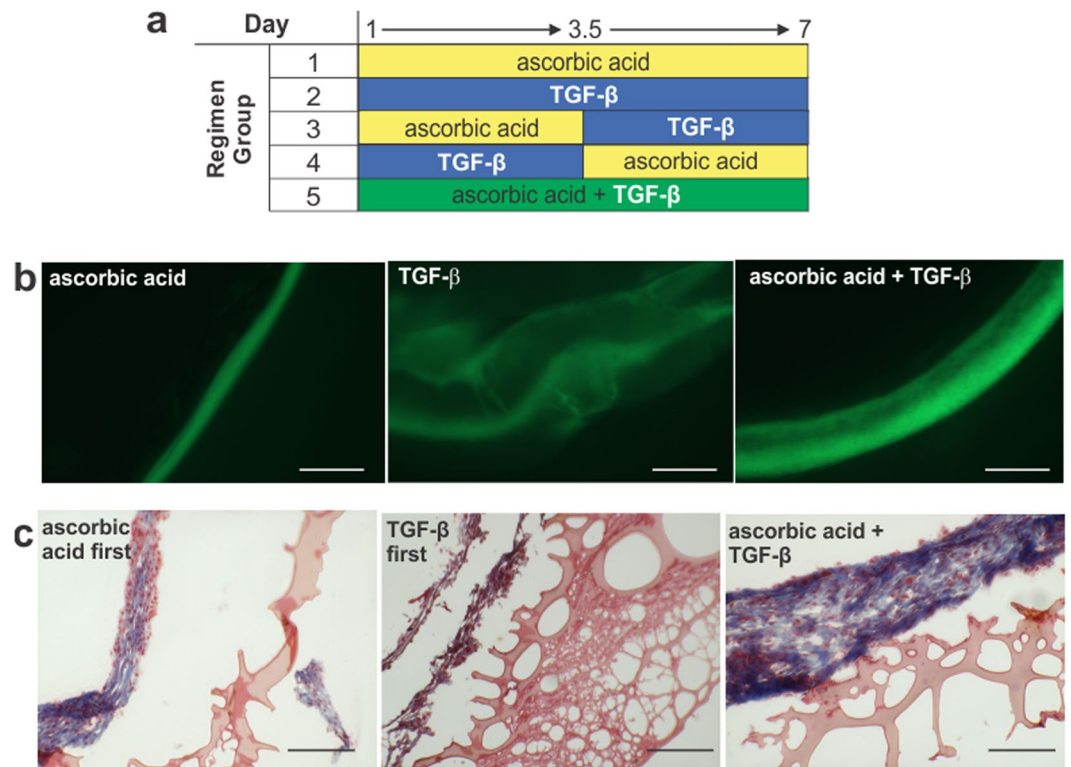 a
Day 1 3.5 7
Regimen
Group
1 ascorbic acid
2 TGF-β
3 ascorbic acid TGF-β
4 TGF-β ascorbic acid
5 ascorbic acid + TGF-β
b
ascorbic acid
TGF-β
ascorbic acid + TGF-β
c
ascorbic
acid first
TGF-β
first
ascorbic acid +
TGF-β